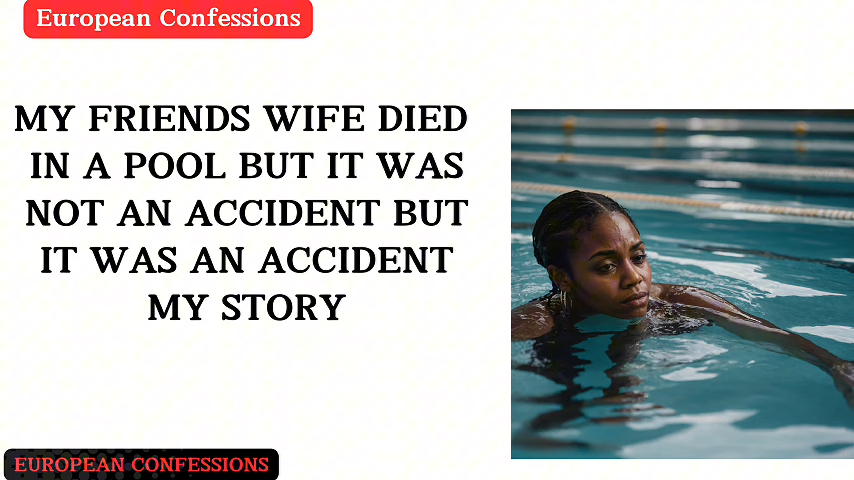 European Confessions
MY FRIENDS WIFE DIED
IN A POOL BUT IT WAS
NOT AN ACCIDENT BUT
IT WAS AN ACCIDENT
MY STORY
EUROPEAN CONFESSIONS